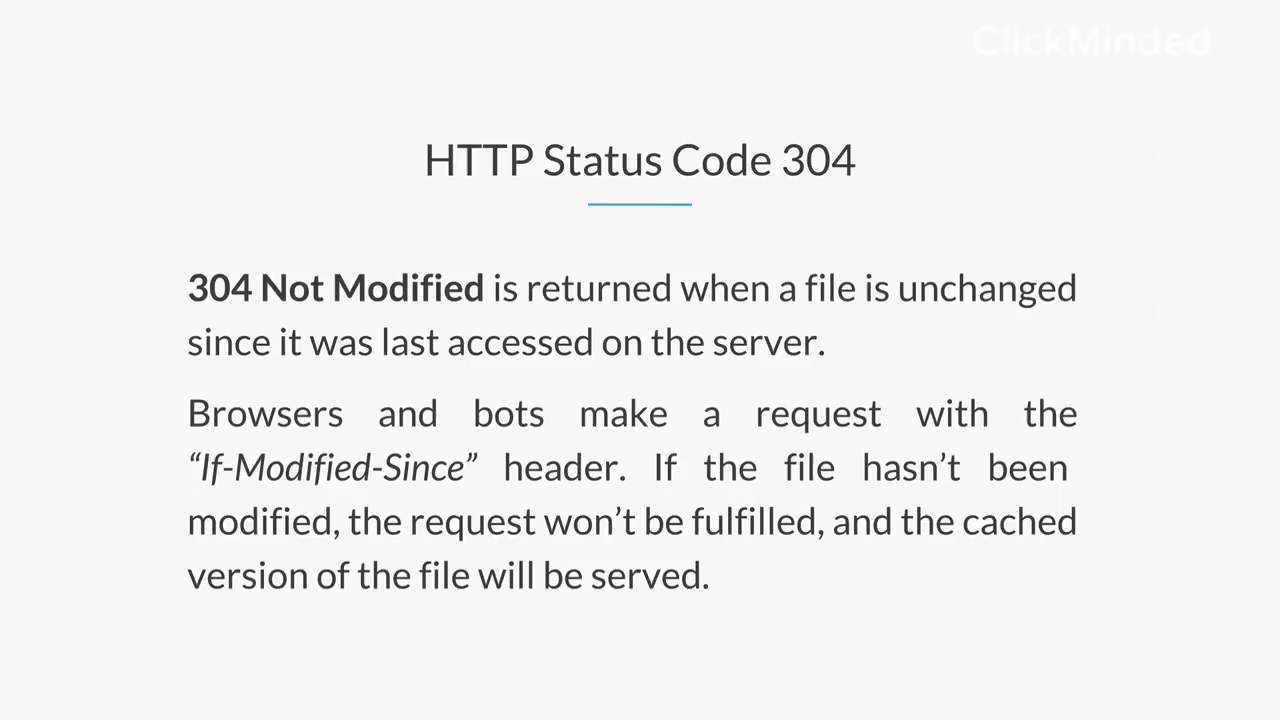 ClickMinded
HTTP Status Code 304
304 Not Modified is returned when a file is unchanged
since it was last accessed on the server.
Browsers and bots make a request with the
“If-Modified-Since” header. If the file hasn’t been
modified, the request won’t be fulfilled, and the cached
version of the file will be served.